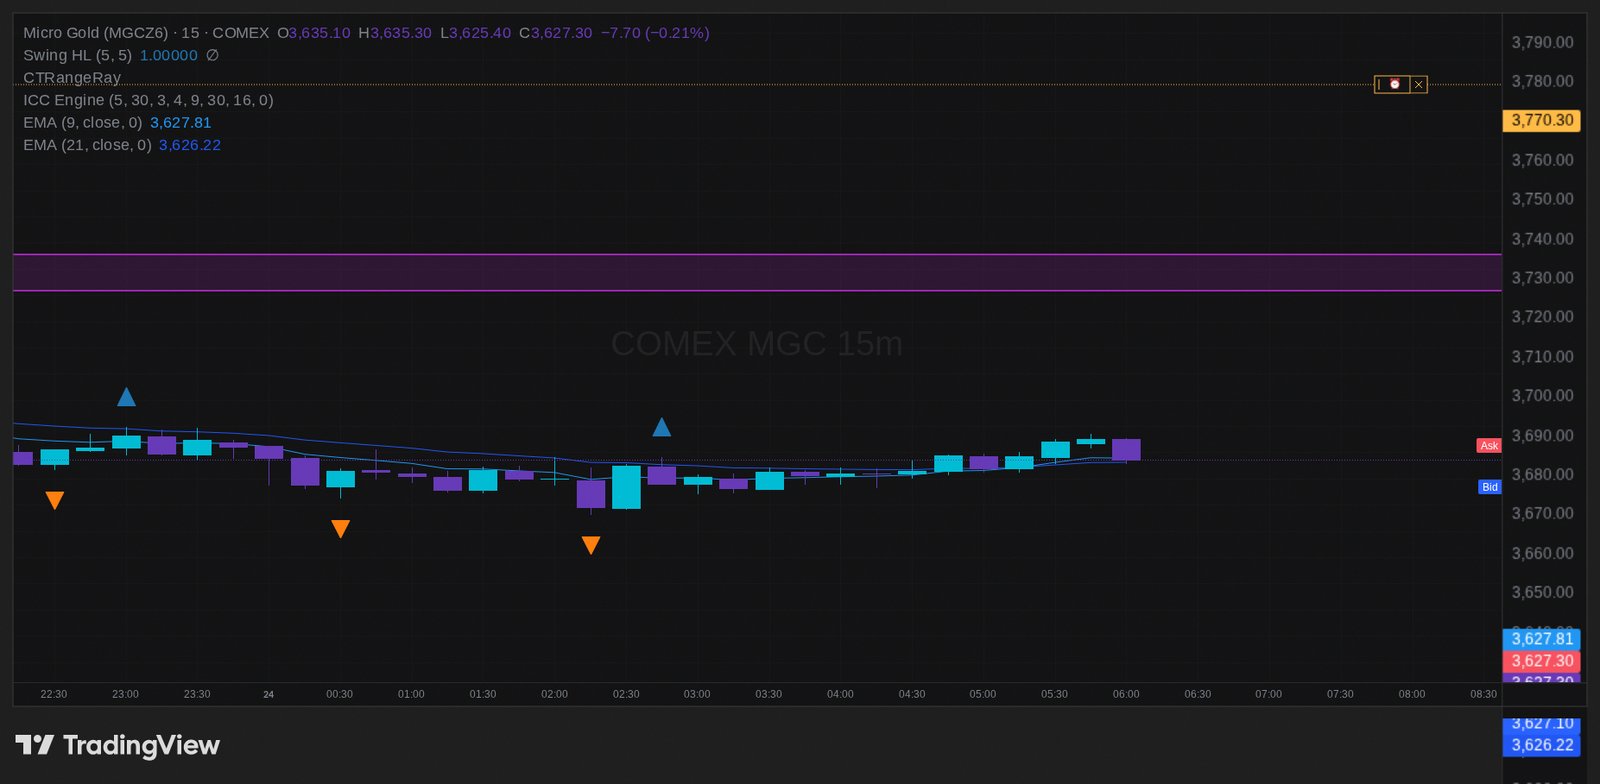 Micro Gold (MGCZ6) · 15 · COMEX O3,635.10 H3,635.30 L3,625.40 C3,627.30 −7.70 (−0.21%)
Swing HL (5, 5) 1.00000 ∅
CTRangeRay
ICC Engine (5, 30, 3, 4, 9, 30, 16, 0)
EMA (9, close, 0) 3,627.81
EMA (21, close, 0) 3,626.22
COMEX MGC 15m
3,790.00
3,780.00
3,770.30
3,760.00
3,750.00
3,740.00
3,730.00
3,720.00
3,710.00
3,700.00
3,690.00
Ask
3,680.00
Bid
3,670.00
3,660.00
3,650.00
3,627.81
3,627.30
3,627.30
3,627.10
3,626.22
22:30 23:00 23:30 24 00:30 01:00 01:30 02:00 02:30 03:00 03:30 04:00 04:30 05:00 05:30 06:00 06:30 07:00 07:30 08:00 08:30
TradingView